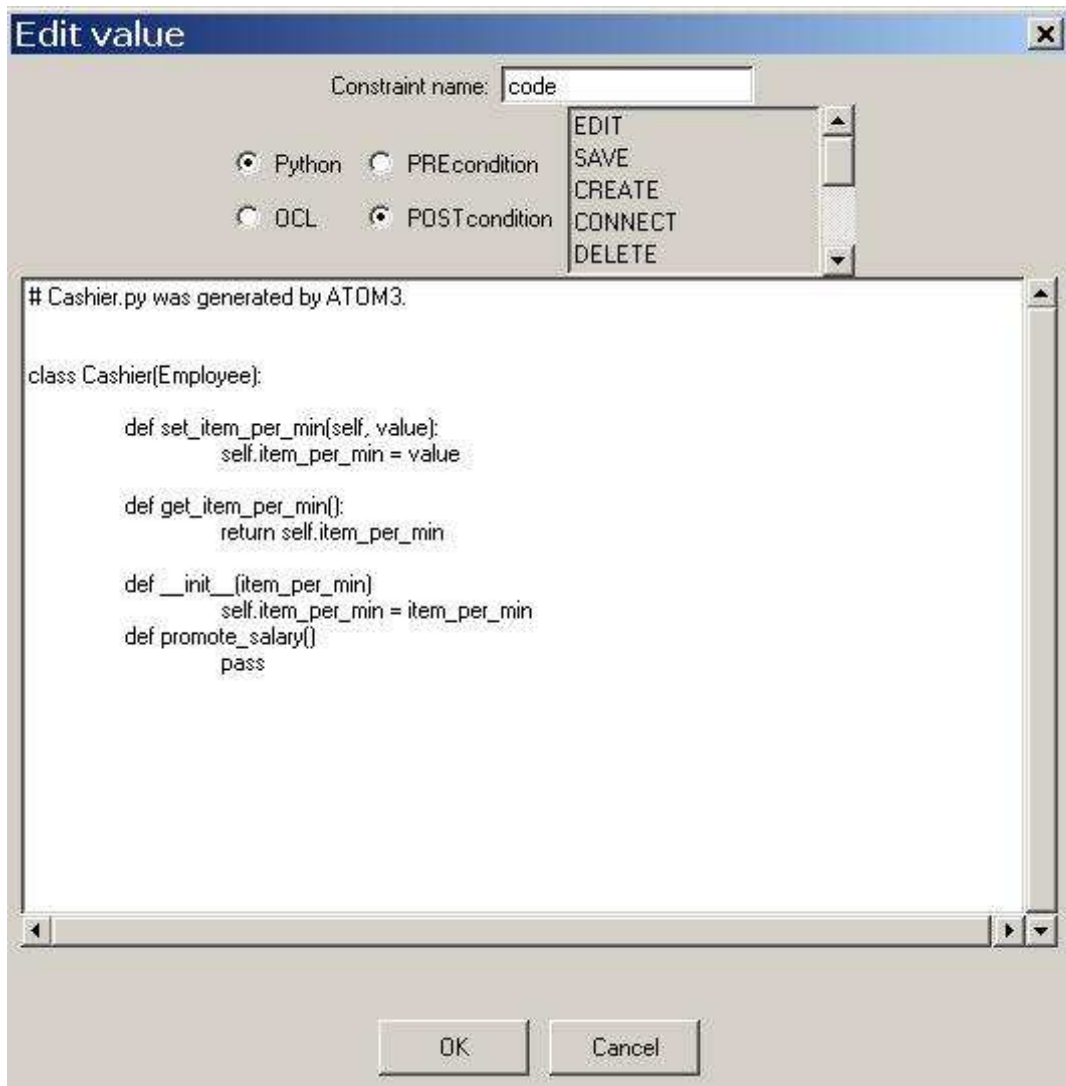 Edit value
Constraint name: code
Python PREcondition
OCL POSTcondition
EDIT
SAVE
CREATE
CONNECT
DELETE
# Cashier.py was generated by ATOM3.
class Cashier(Employee):
def set_item_per_min(self, value):
self.item_per_min = value
def get_item_per_min():
return self.item_per_min
def __init__(item_per_min)
self.item_per_min = item_per_min
def promote_salary()
pass
OK Cancel